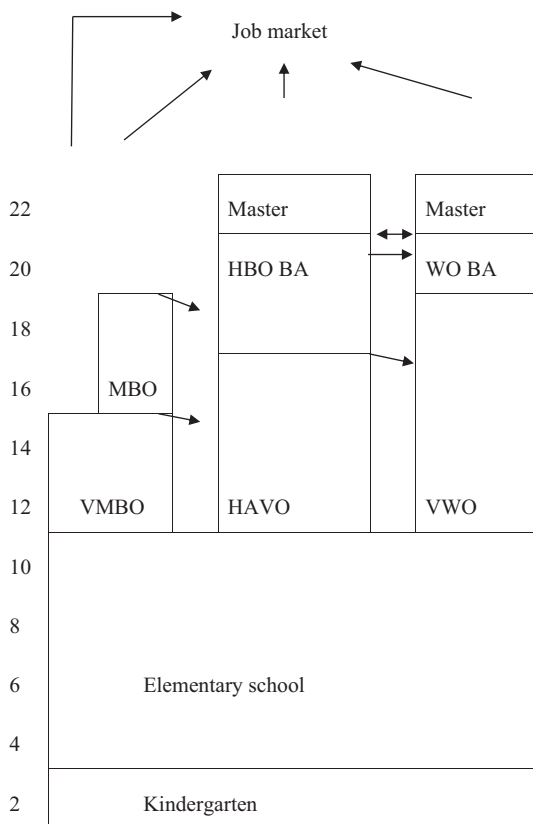 Job market
22 Master Master
20 HBO BA WO BA
18
16 MBO
14
12 VMBO HAVO VWO
10
8
6 Elementary school
4
2 Kindergarten